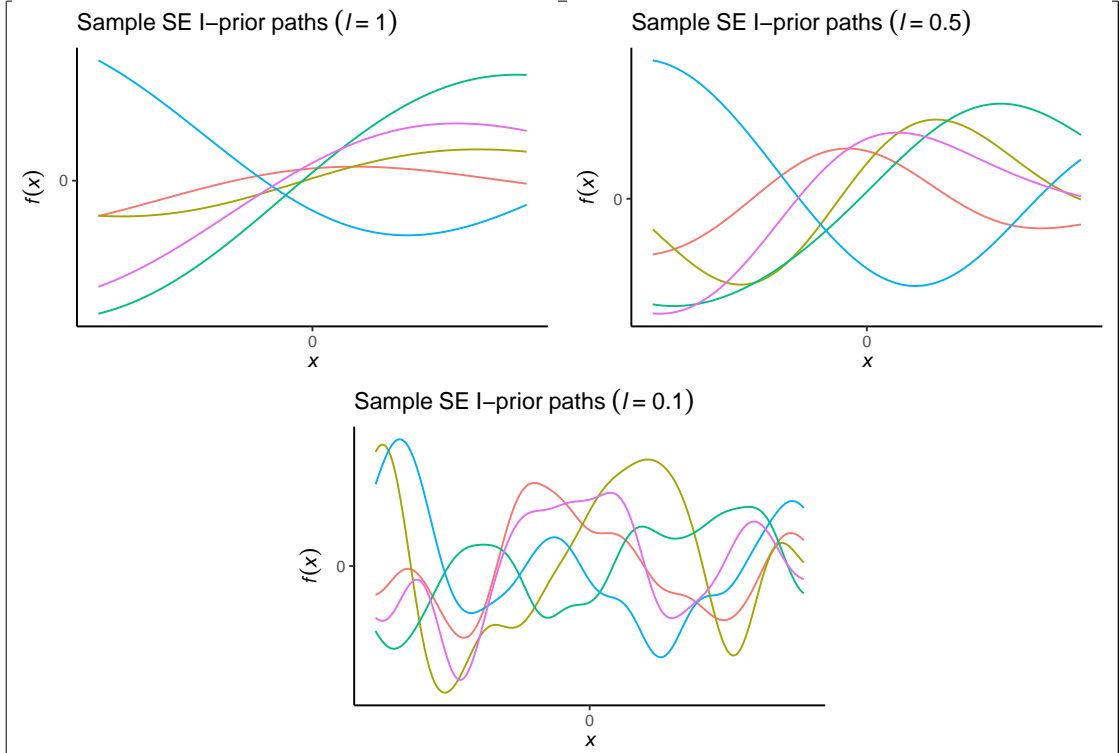 Sample SE I−prior paths (l = 1)
f(x)
0
0
x
Sample SE I−prior paths (l = 0.5)
f(x)
0
0
x
Sample SE I−prior paths (l = 0.1)
f(x)
0
0
x